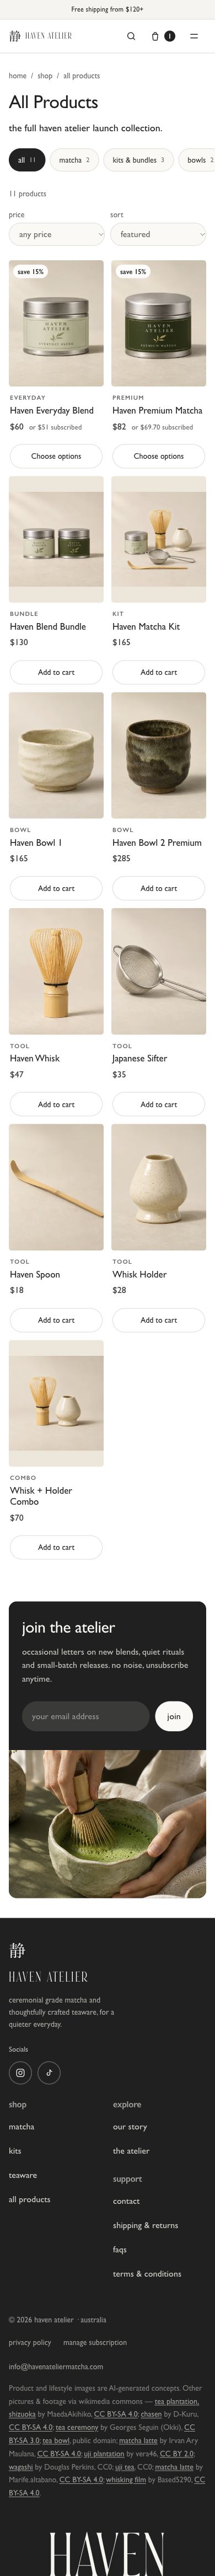 Free shipping from $120+
静 HAVEN ATELIER
1
home / shop / all products
All Products
the full haven atelier launch collection.
all 11 matcha 2 kits & bundles 3 bowls 2
11 products
price sort
any price featured
save 15% save 15%
HAVEN ATELIER
HAVEN ATELIER
EVERYDAY BLEND
PREMIUM MATCHA
EVERYDAY PREMIUM
Haven Everyday Blend Haven Premium Matcha
$60 or $51 subscribed $82 or $69.70 subscribed
Choose options Choose options
BUNDLE KIT
Haven Blend Bundle Haven Matcha Kit
$130 $165
Add to cart Add to cart
BOWL BOWL
Haven Bowl 1 Haven Bowl 2 Premium
$165 $285
Add to cart Add to cart
TOOL TOOL
Haven Whisk Japanese Sifter
$47 $35
Add to cart Add to cart
TOOL TOOL
Haven Spoon Whisk Holder
$18 $28
Add to cart Add to cart
COMBO
Whisk + Holder
Combo
$70
Add to cart
join the atelier
occasional letters on new blends, quiet rituals
and small-batch releases. no noise, unsubscribe
anytime.
your email address join
静
HAVEN ATELIER
ceremonial grade matcha and
thoughtfully crafted teaware, for a
quieter everyday.
Socials
shop explore
matcha our story
kits the atelier
teaware support
all products contact
shipping & returns
faqs
terms & conditions
© 2026 haven atelier · australia
privacy policy manage subscription
info@havenateliermatcha.com
Product and lifestyle images are AI-generated. Other
pictures & footage via wikimedia commons — tea plantation,
shizuoka by MaedaAkihiko, CC BY-SA 4.0; chasen by D-Kuru,
CC BY-SA 4.0; tea ceremony by Georges Seguin (Okki), CC
BY-SA 3.0; tea bowl, public domain; matcha latte by Irvan Ary
Maulana, CC BY-SA 4.0; uji plantation by vera46, CC BY 2.0;
wagashi by Douglas Perkins, CC0; uji tea, CC0; matcha latte by
Marife.altabano, CC BY-SA 4.0; whisking film by Based5290, CC
BY-SA 4.0.
HAVEN